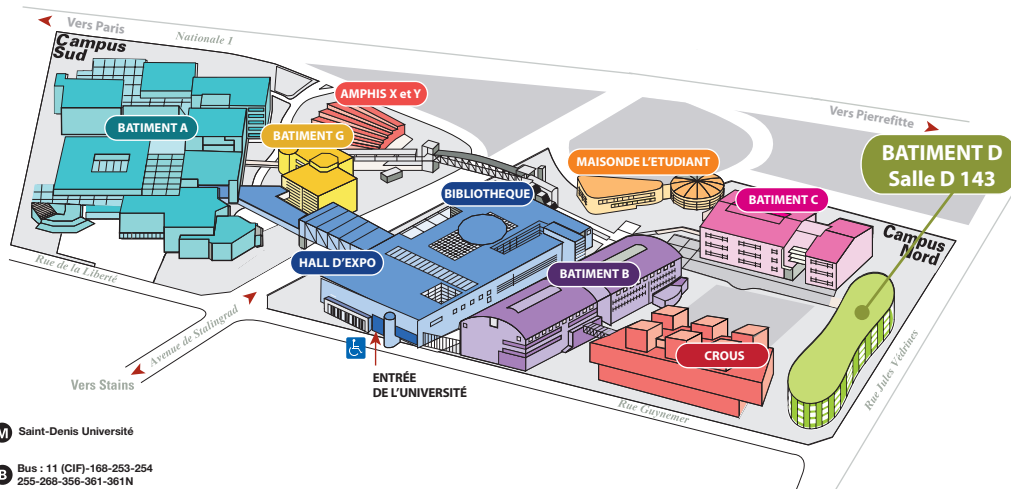 Vers Paris
Nationale 1
Campus
Sud
AMPHIS X et Y
Vers Pierrefitte
BATIMENT A
BATIMENT G
BATIMENT D
Salle D 143
MAISONDE L'ETUDIANT
BIBLIOTHEQUE
BATIMENT C
Campus
Nord
HALL D'EXPO
BATIMENT B
Rue de la Liberté
Avenue de Stalingrad
CROUS
Rue Jules Védrines
Vers Stains
ENTRÉE
DE L'UNIVERSITÉ
Rue Guynemer
M Saint-Denis Université
B Bus : 11 (CIF)-168-253-254
255-268-356-361-361N